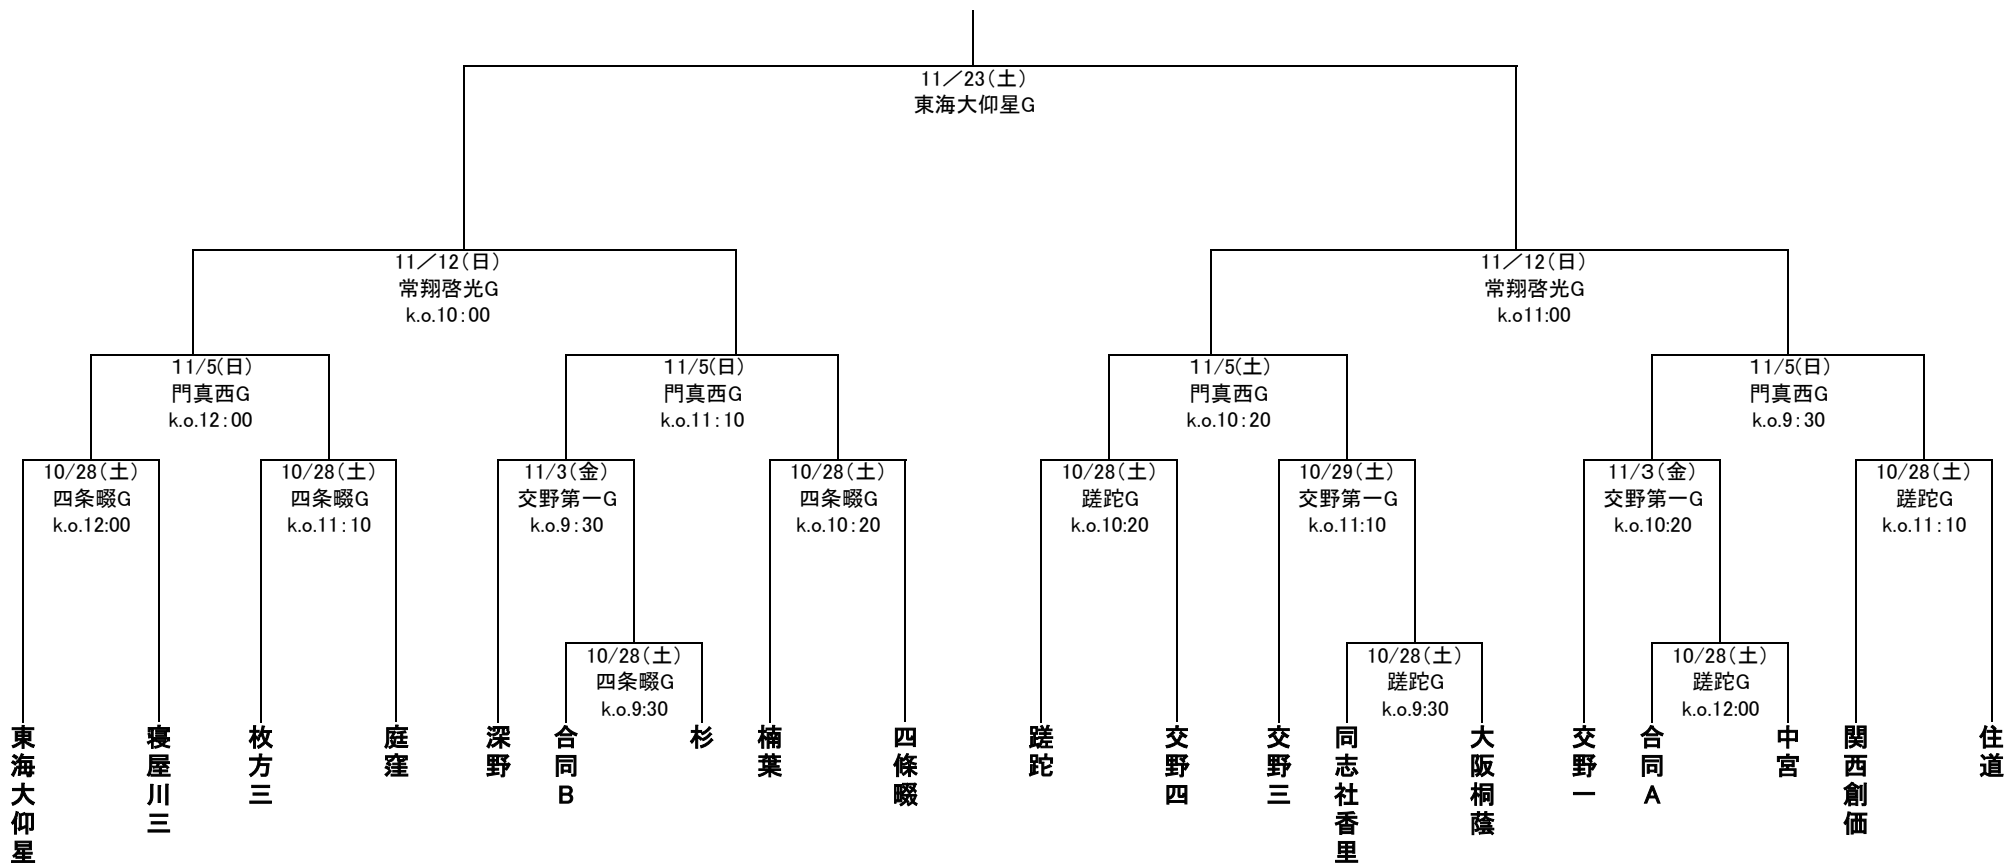 11／23（土）
東海大仰星G
11／12（日）
常翔啓光G
k.o.10：00
11／12（日）
常翔啓光G
k.o11:00
11/5(日)
門真西G
k.o.12：00
11/5(日)
門真西G
k.o.11：10
11/5(土)
門真西G
k.o.10：20
11/5(日)
門真西G
k.o.9：30
10/28（土）
四条畷G
k.o.12:00
10/28（土）
四条畷G
k.o.11：10
11/3（金）
交野第一G
k.o.9：30
10/28（土）
四条畷G
k.o.10：20
10/28（土）
蹉跎G
k.o.10:20
10/29（土）
交野第一G
k.o.11:10
11/３（金）
交野第一G
k.o.10:20
10/28（土）
蹉跎G
k.o.11：10
10/28（土）
四条畷G
k.o.9:30
10/28（土）
蹉跎G
k.o.9:30
10/28（土）
蹉跎G
k.o.12:00
東海大仰星
寝屋川三
枚方三
庭窪
深野
合同B
杉
楠葉
四條畷
蹉跎
交野四
交野三
同志社香里
大阪桐蔭
交野一
合同A
中宮
関西創価
住道